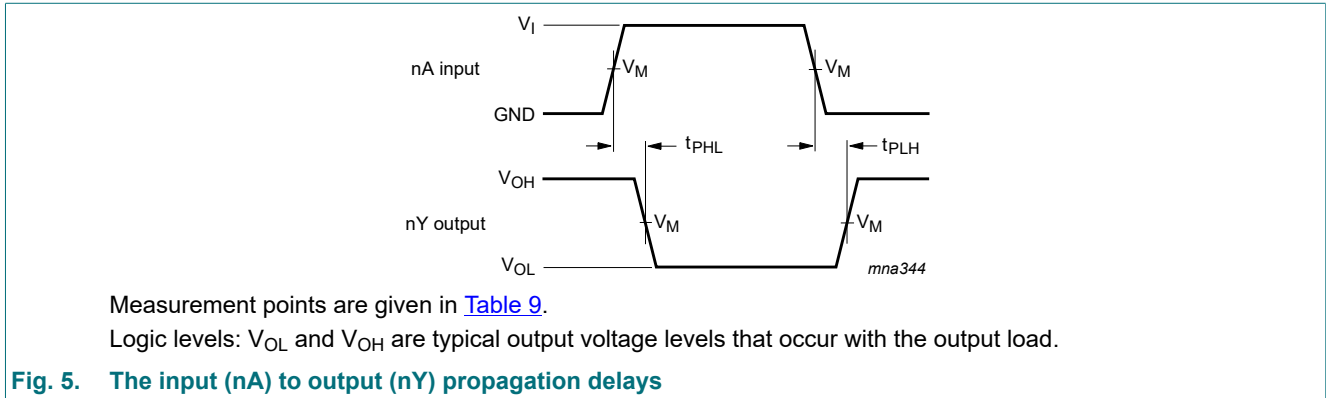 V_I
nA input
V_M
V_M
GND
t_PHL
t_PLH
V_OH
nY output
V_M
V_M
V_OL
mna344
Measurement points are given in Table 9.
Logic levels: V_OL and V_OH are typical output voltage levels that occur with the output load.
Fig. 5. The input (nA) to output (nY) propagation delays